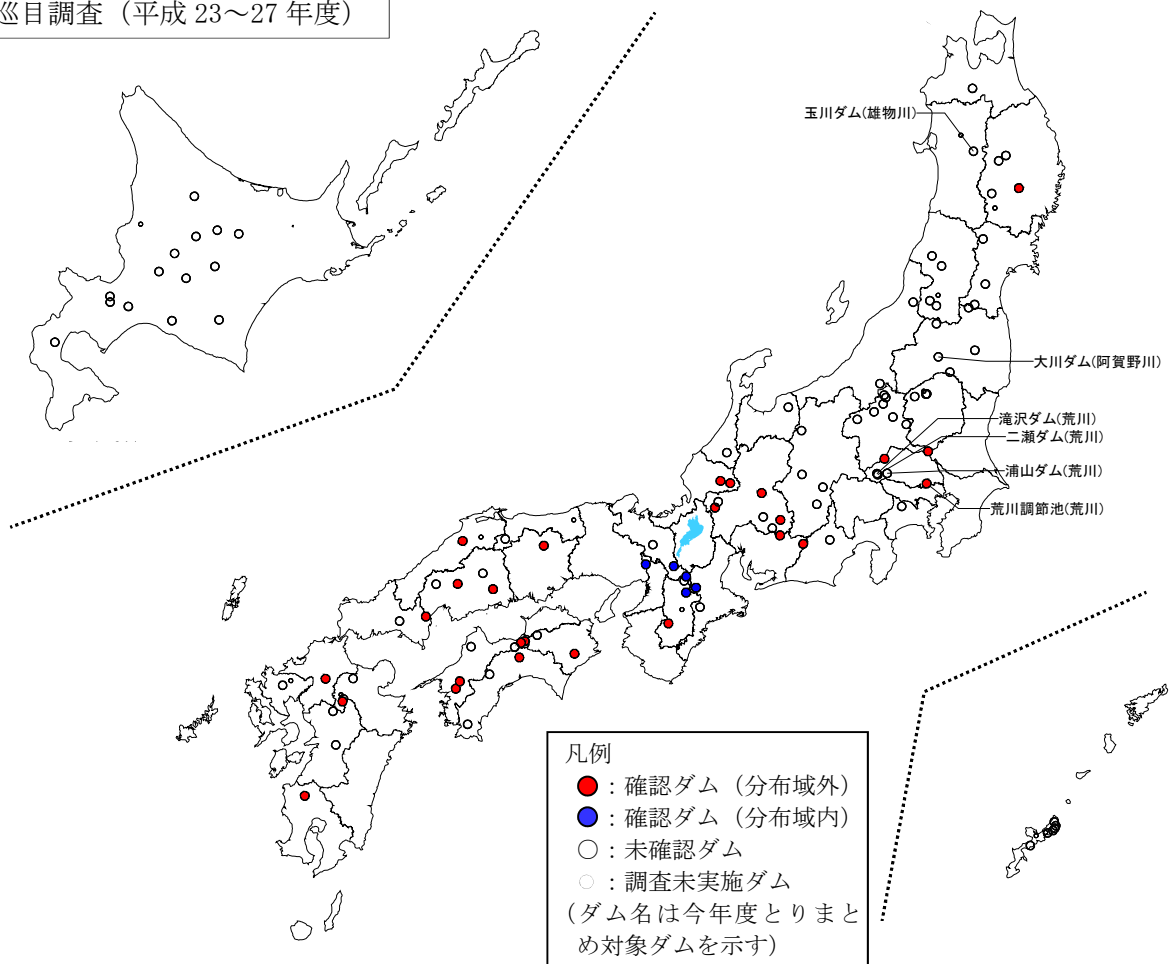 巡目調査（平成 23～27 年度）
玉川ダム(雄物川)
大川ダム(阿賀野川)
滝沢ダム(荒川)
二瀬ダム(荒川)
浦山ダム(荒川)
荒川調節池(荒川)
凡例
：確認ダム（分布域外）
：確認ダム（分布域内）
：未確認ダム
：調査未実施ダム
（ダム名は今年度とりまと
め対象ダムを示す）